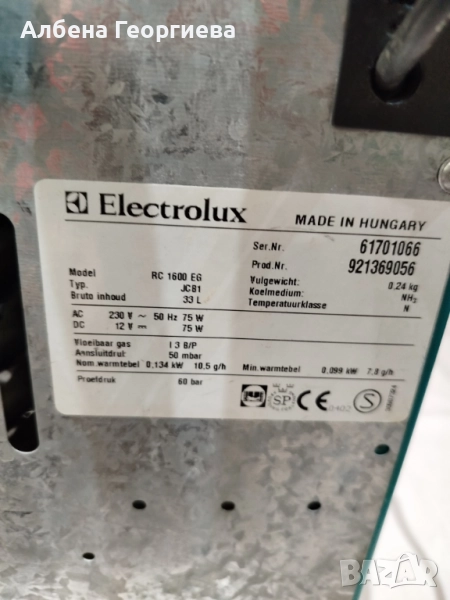 Албена Георгиева
Electrolux
MADE IN HUNGARY
Ser.Nr. 61701066
Prod.Nr. 921369056
Model RC 1600 EG
Typ. JC81
Bruto inhoud 33 L
Vulgewicht: 0.24 kg
Koelmedium: NH3
Temperatuurklasse N
AC 230 V ~ 50 Hz 75 W
DC 12 V 75 W
Vloeibaar gas I 3 B/P
Aansluitdruk: 50 mbar
Nom.warmtebel 0.134 kW 10.5 g/h Min.warmtebel 0.099 kW 7.8 g/h
Proefdruk 60 bar
SP CE S
BAZAR